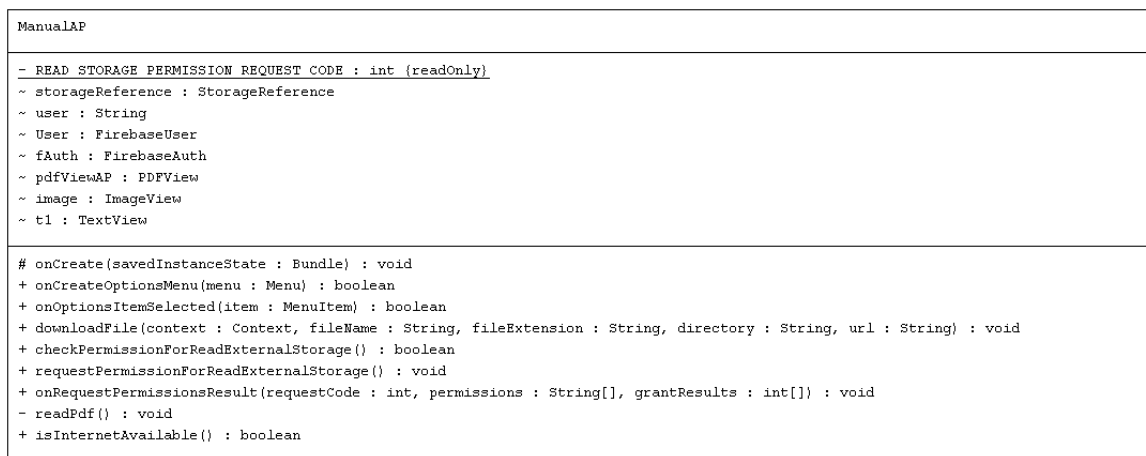 ManualAP
- READ STORAGE PERMISSION REQUEST CODE : int {readOnly}
~ storageReference : StorageReference
~ user : String
~ User : FirebaseUser
~ fAuth : FirebaseAuth
~ pdfViewAP : PDFView
~ image : ImageView
~ t1 : TextView
# onCreate(savedInstanceState : Bundle) : void
+ onCreateOptionsMenu(menu : Menu) : boolean
+ onOptionsItemSelected(item : MenuItem) : boolean
+ downloadFile(context : Context, fileName : String, fileExtension : String, directory : String, url : String) : void
+ checkPermissionForReadExternalStorage() : boolean
+ requestPermissionForReadExternalStorage() : void
+ onRequestPermissionsResult(requestCode : int, permissions : String[], grantResults : int[]) : void
- readPdf() : void
+ isInternetAvailable() : boolean